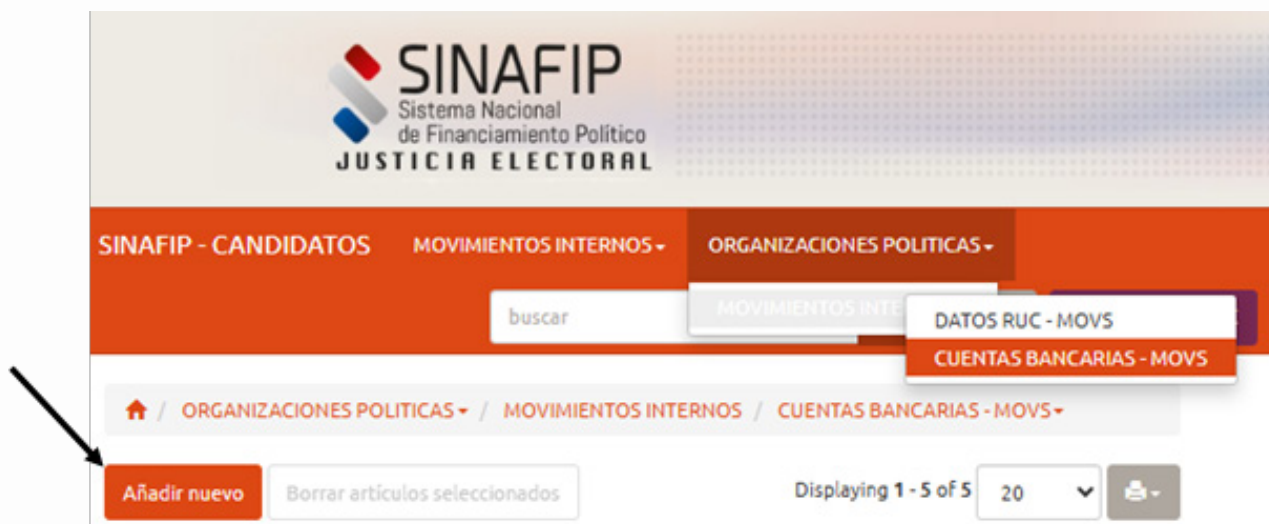 SINAFIP
Sistema Nacional
de Financiamiento Político
JUSTICIA ELECTORAL
SINAFIP - CANDIDATOS MOVIMIENTOS INTERNOS ORGANIZACIONES POLITICAS
buscar MOVIMIENTOS INTE
DATOS RUC - MOVS
CUENTAS BANCARIAS - MOVS
/ ORGANIZACIONES POLITICAS / MOVIMIENTOS INTERNOS / CUENTAS BANCARIAS - MOVS
Añadir nuevo Borrar artículos seleccionados Displaying 1 - 5 of 5 20